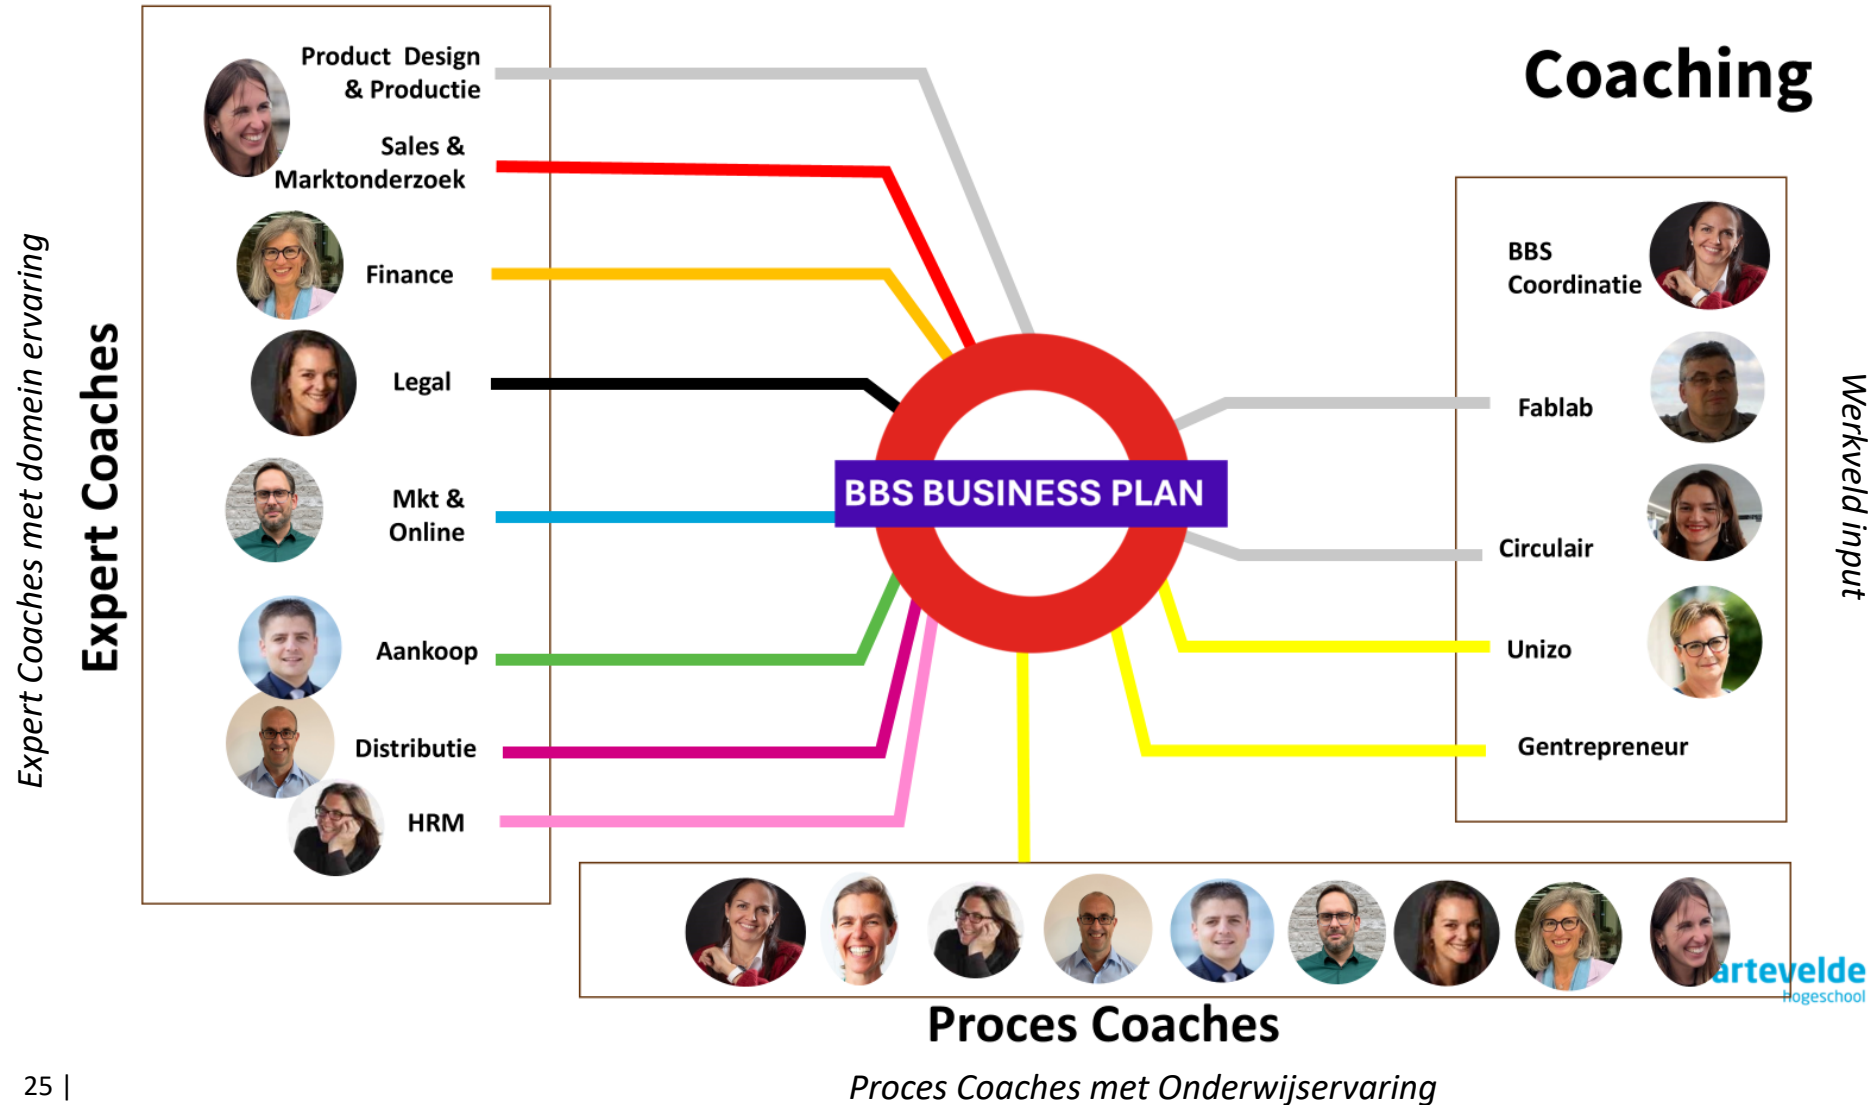 Coaching
Expert Coaches met domein ervaring
Expert Coaches
Product Design
& Productie
Sales &
Marktonderzoek
Finance
Legal
Mkt &
Online
Aankoop
Distributie
HRM
BBS BUSINESS PLAN
BBS
Coordinatie
Fablab
Circulair
Unizo
Gentrepreneur
Werkveld input
artevelde
hogeschool
Proces Coaches
Proces Coaches met Onderwijservaring
25 |